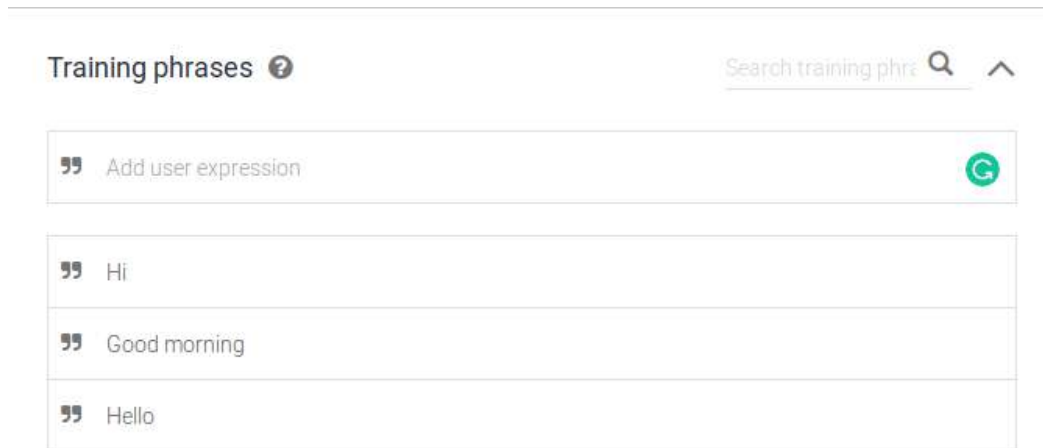 Training phrases
Search training phra
Add user expression
Hi
Good morning
Hello